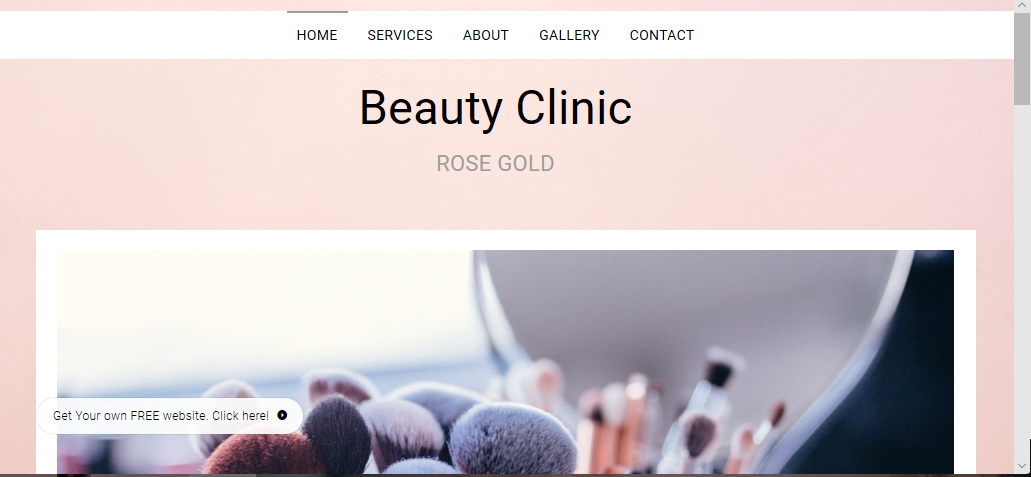 HOME SERVICES ABOUT GALLERY CONTACT
Beauty Clinic
ROSE GOLD
Get Your own FREE website. Click here!